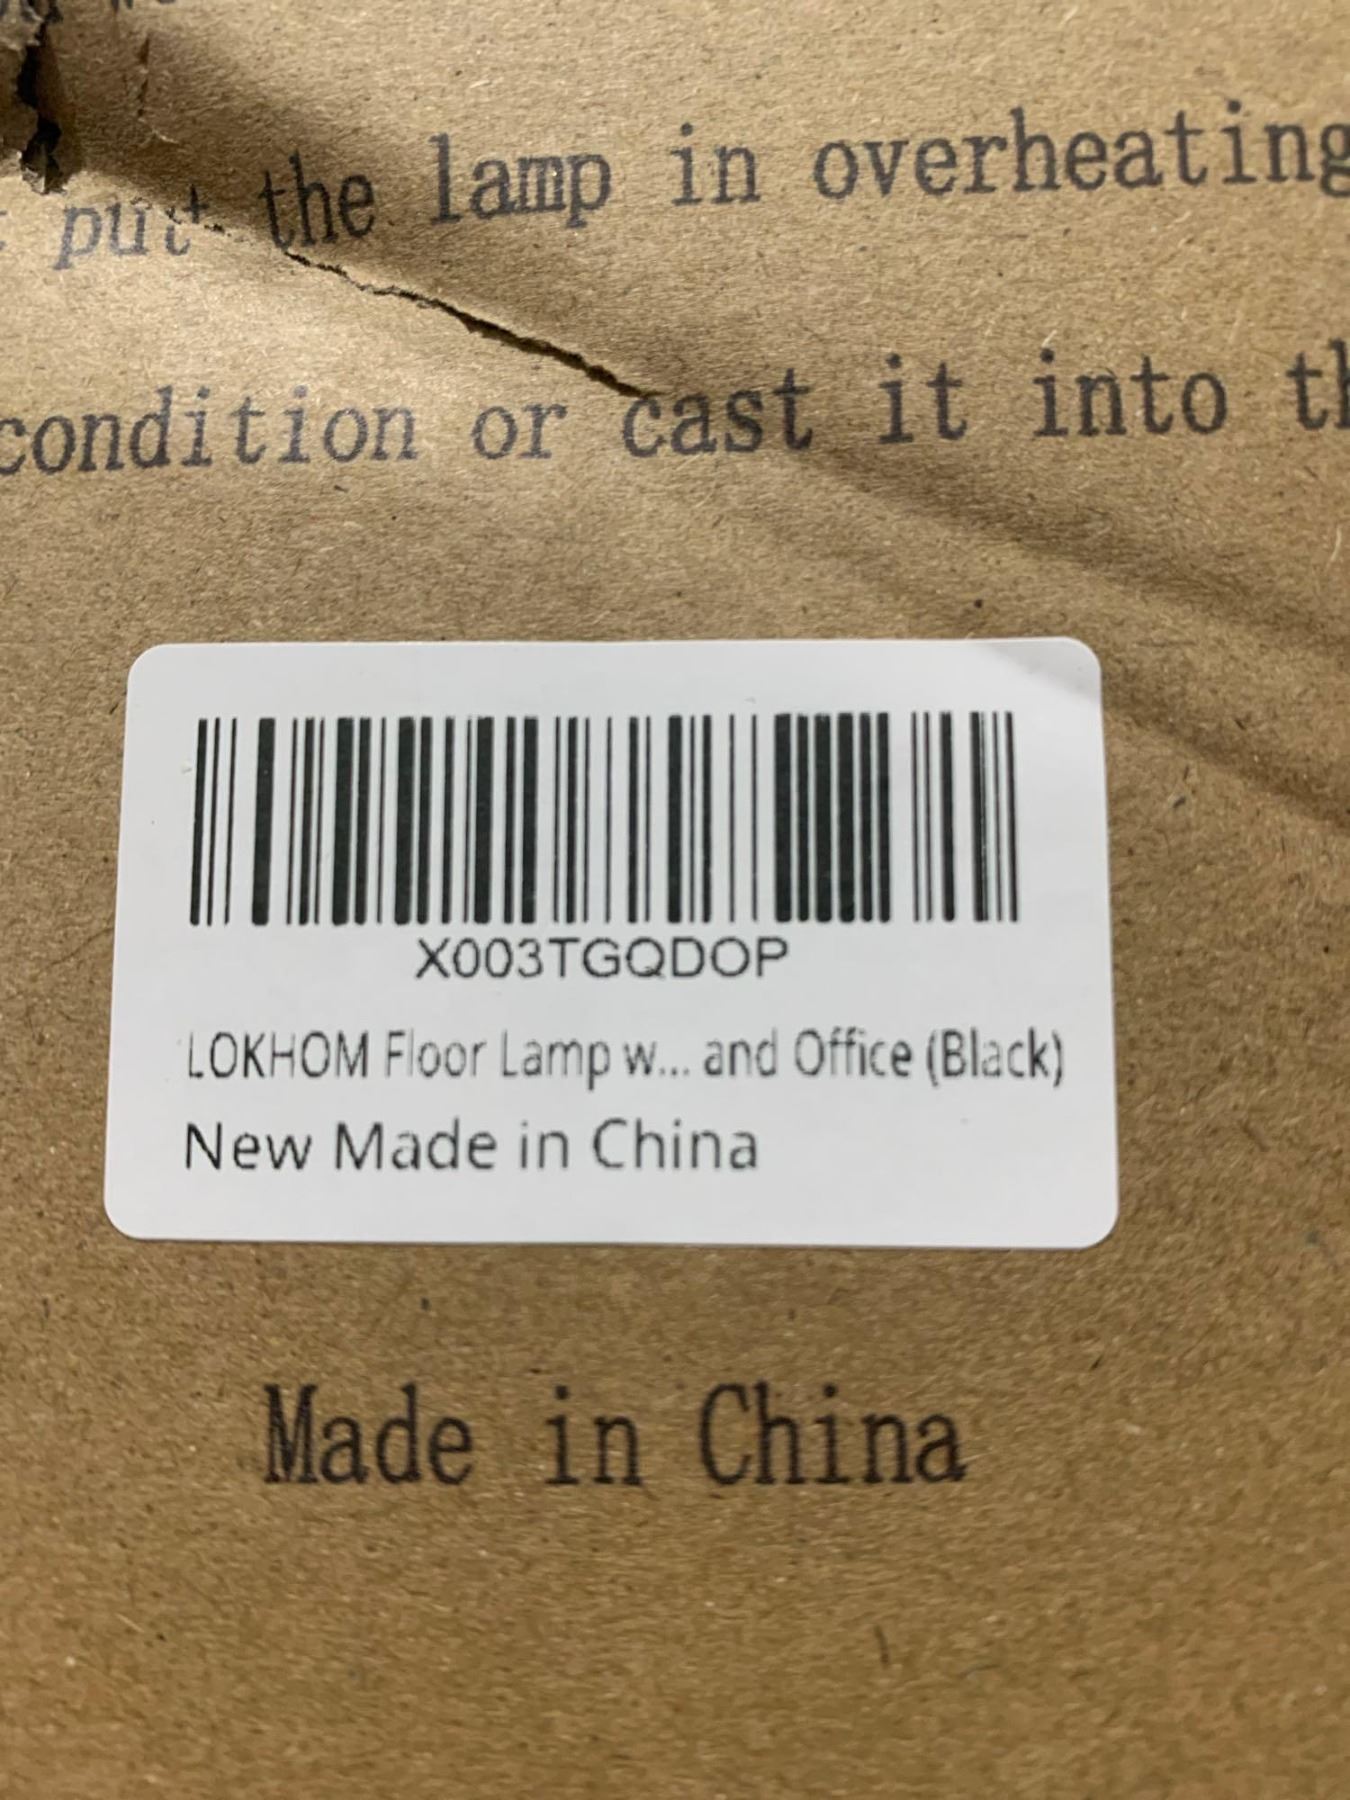 put the lamp in overheating
condition or cast it into
X003TGQDOP
LOKHOM Floor Lamp w... and Office (Black)
New Made in China
Made in China